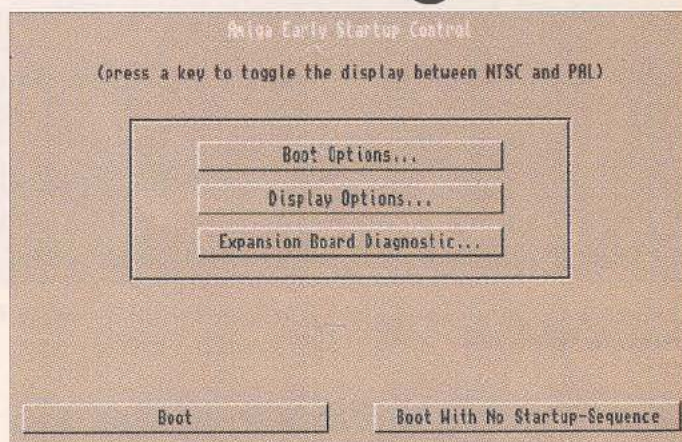 Amiga Early Startup Control
(press a key to toggle the display between NTSC and PAL)
Boot Options...
Display Options...
Expansion Board Diagnostic...
Boot
Boot With No Startup-Sequence